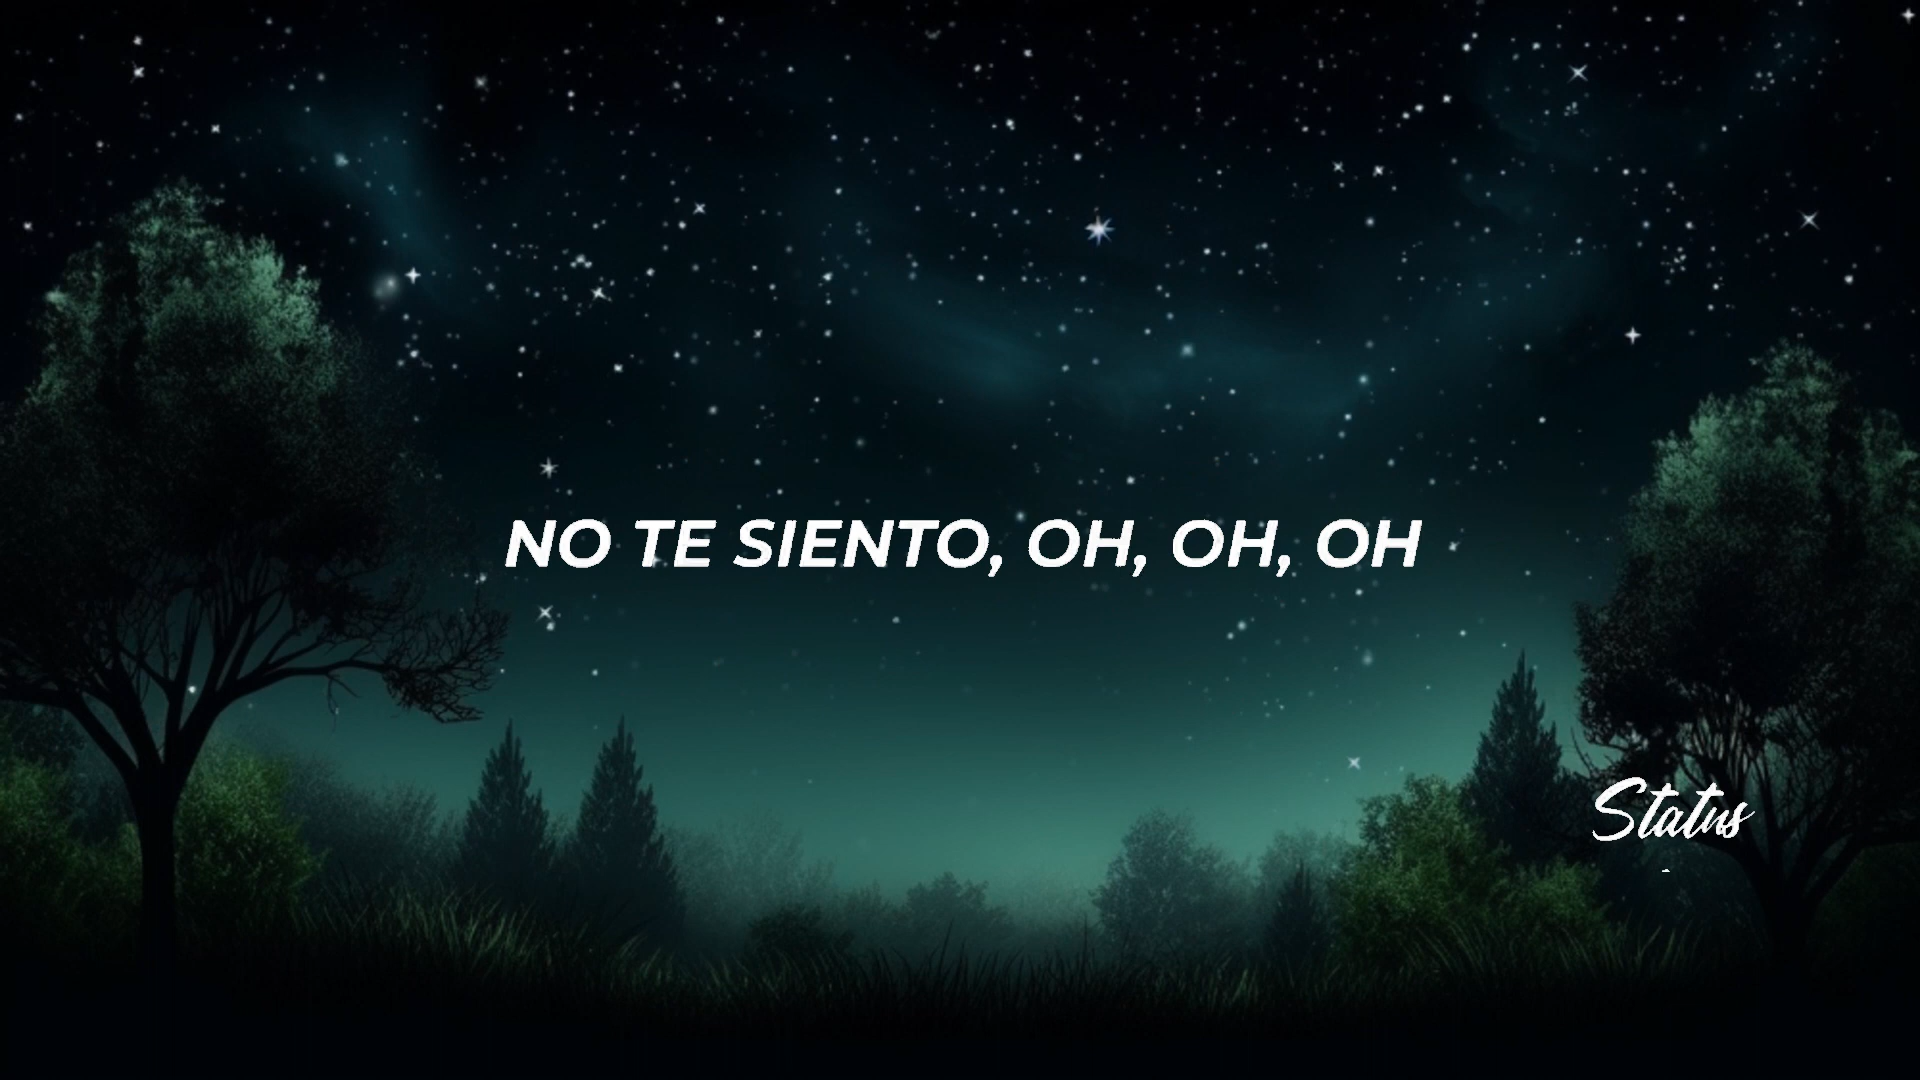 NO TE SIENTO, OH, OH, OH
Status